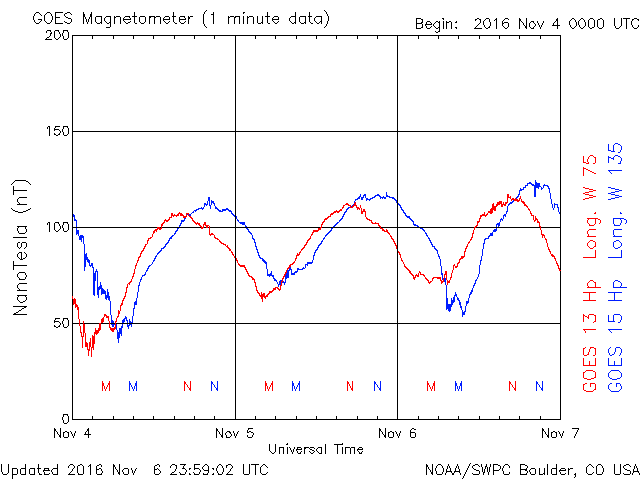 GOES Magnetometer (1 minute data)
Begin: 2016 Nov 4 0000 UTC
200
150
100
50
0
NanoTesla (nT)
M M N N M M N N M M N N
Nov 4 Nov 5 Nov 6 Nov 7
Universal Time
GOES 13 Hp Long. W 75
GOES 15 Hp Long. W 135
Updated 2016 Nov 6 23:59:02 UTC
NOAA/SWPC Boulder, CO USA